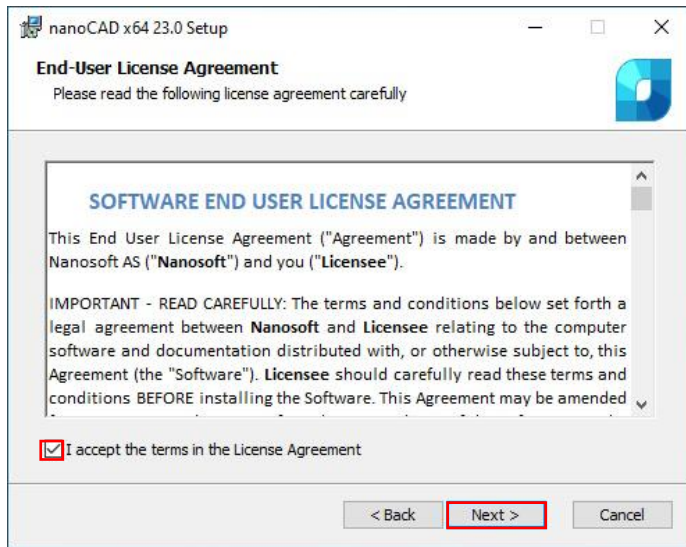 nanoCAD x64 23.0 Setup
End-User License Agreement
Please read the following license agreement carefully
SOFTWARE END USER LICENSE AGREEMENT
This End User License Agreement ("Agreement") is made by and between
Nanosoft AS ("Nanosoft") and you ("Licensee").
IMPORTANT - READ CAREFULLY: The terms and conditions below set forth a
legal agreement between Nanosoft and Licensee relating to the computer
software and documentation distributed with, or otherwise subject to, this
Agreement (the "Software"). Licensee should carefully read these terms and
conditions BEFORE installing the Software. This Agreement may be amended
I accept the terms in the License Agreement
< Back Next > Cancel